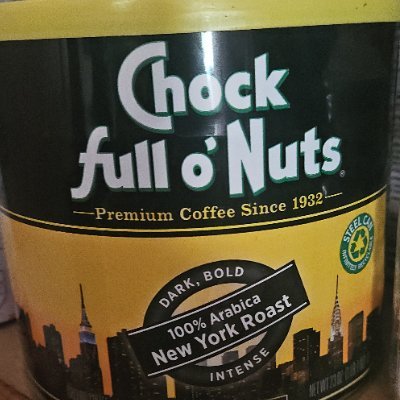 Chock
full o' Nuts®
Premium Coffee Since 1932
STEEL CAN
DARK, BOLD
100% Arabica
New York Roast
INTENSE